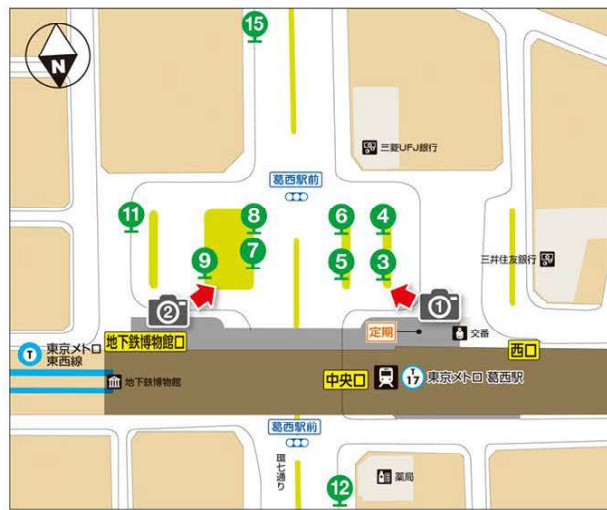 15
N
三菱UFJ銀行
葛西駅前
11
8
6
4
7
9
5
3
三井住友銀行
2
1
地下鉄博物館口
定期
交番
西口
T
東京メトロ
東西線
地下鉄博物館
中央口
T
17
東京メトロ 葛西駅
葛西駅前
環七通り
12
薬局